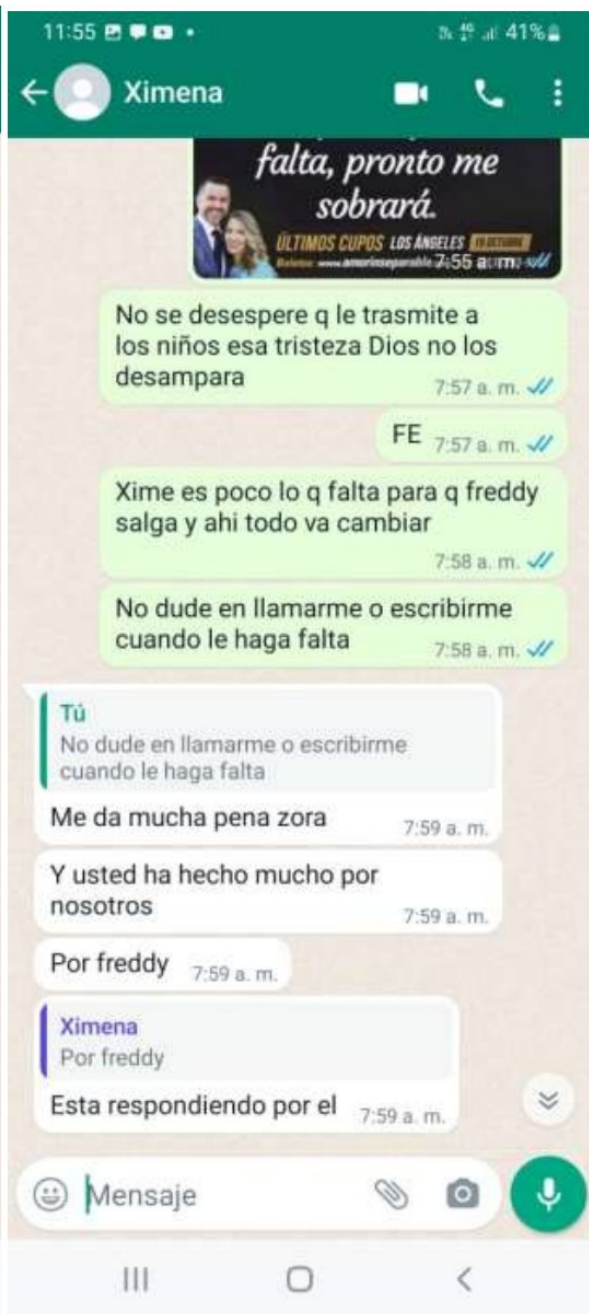 11:55
41%
Ximena
falta, pronto me
sobrará.
ÚLTIMOS CUPOS LOS ÁNGELES
7:55 a. m.
No se desespere q le trasmite a
los niños esa tristeza Dios no los
desampara
7:57 a. m.
FE 7:57 a. m.
Xime es poco lo q falta para q freddy
salga y ahi todo va cambiar
7:58 a. m.
No dude en llamarme o escribirme
cuando le haga falta
7:58 a. m.
Tú
No dude en llamarme o escribirme
cuando le haga falta
Me da mucha pena zora 7:59 a. m.
Y usted ha hecho mucho por
nosotros 7:59 a. m.
Por freddy 7:59 a. m.
Ximena
Por freddy
Esta respondiendo por el 7:59 a. m.
Mensaje